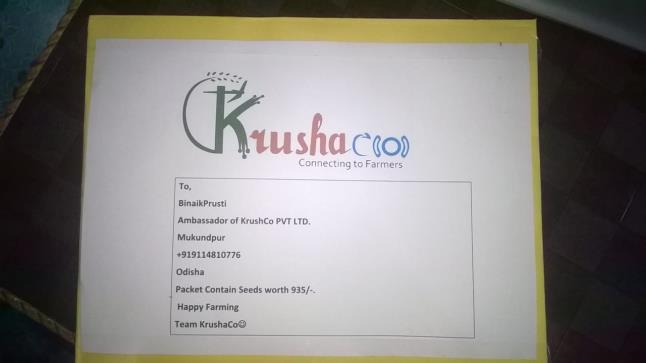 Krushacoo
Connecting to Farmers
To,
BinaikPrusti
Ambassador of KrushCo PVT LTD.
Mukundpur
+919114810776
Odisha
Packet Contain Seeds worth 935/-.
Happy Farming
Team KrushaCo☺